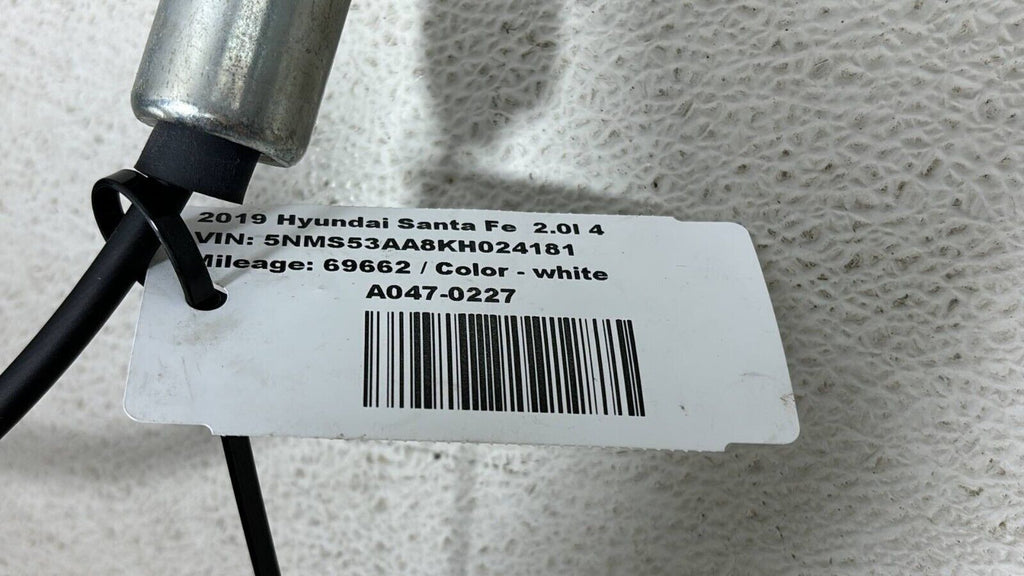 2019 Hyundai Santa Fe 2.0l 4
VIN: 5NMS53AA8KH024181
Mileage: 69662 / Color - white
A047-0227